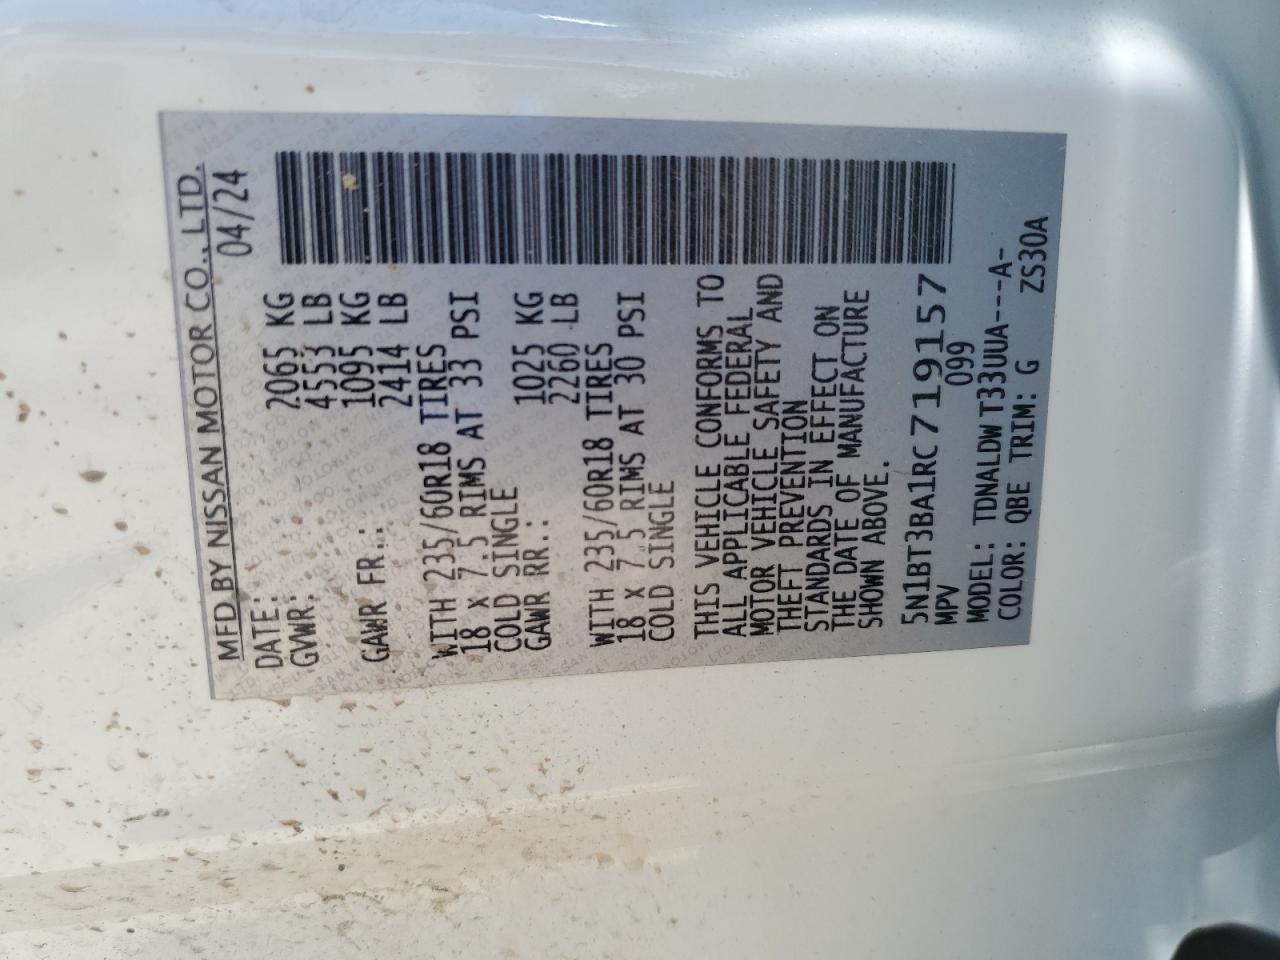 MFD BY NISSAN MOTOR CO., LTD.
DATE: 04/24
GVWR: 2065 KG
4553 LB
GAWR FR.: 1095 KG
2414 LB
WITH 235/60R18 TIRES
18 x 7.5 RIMS AT 33 PSI
COLD SINGLE
GAWR RR.: 1025 KG
2260 LB
WITH 235/60R18 TIRES
18 x 7.5 RIMS AT 30 PSI
COLD SINGLE
THIS VEHICLE CONFORMS TO
ALL APPLICABLE FEDERAL
MOTOR VEHICLE SAFETY AND
THEFT PREVENTION
STANDARDS IN EFFECT ON
THE DATE OF MANUFACTURE
SHOWN ABOVE.
5N1BT3BA1RC719157
MPV 099
MODEL: TDNALDW T33UUA---A-
COLOR: QBE TRIM: G ZS30A